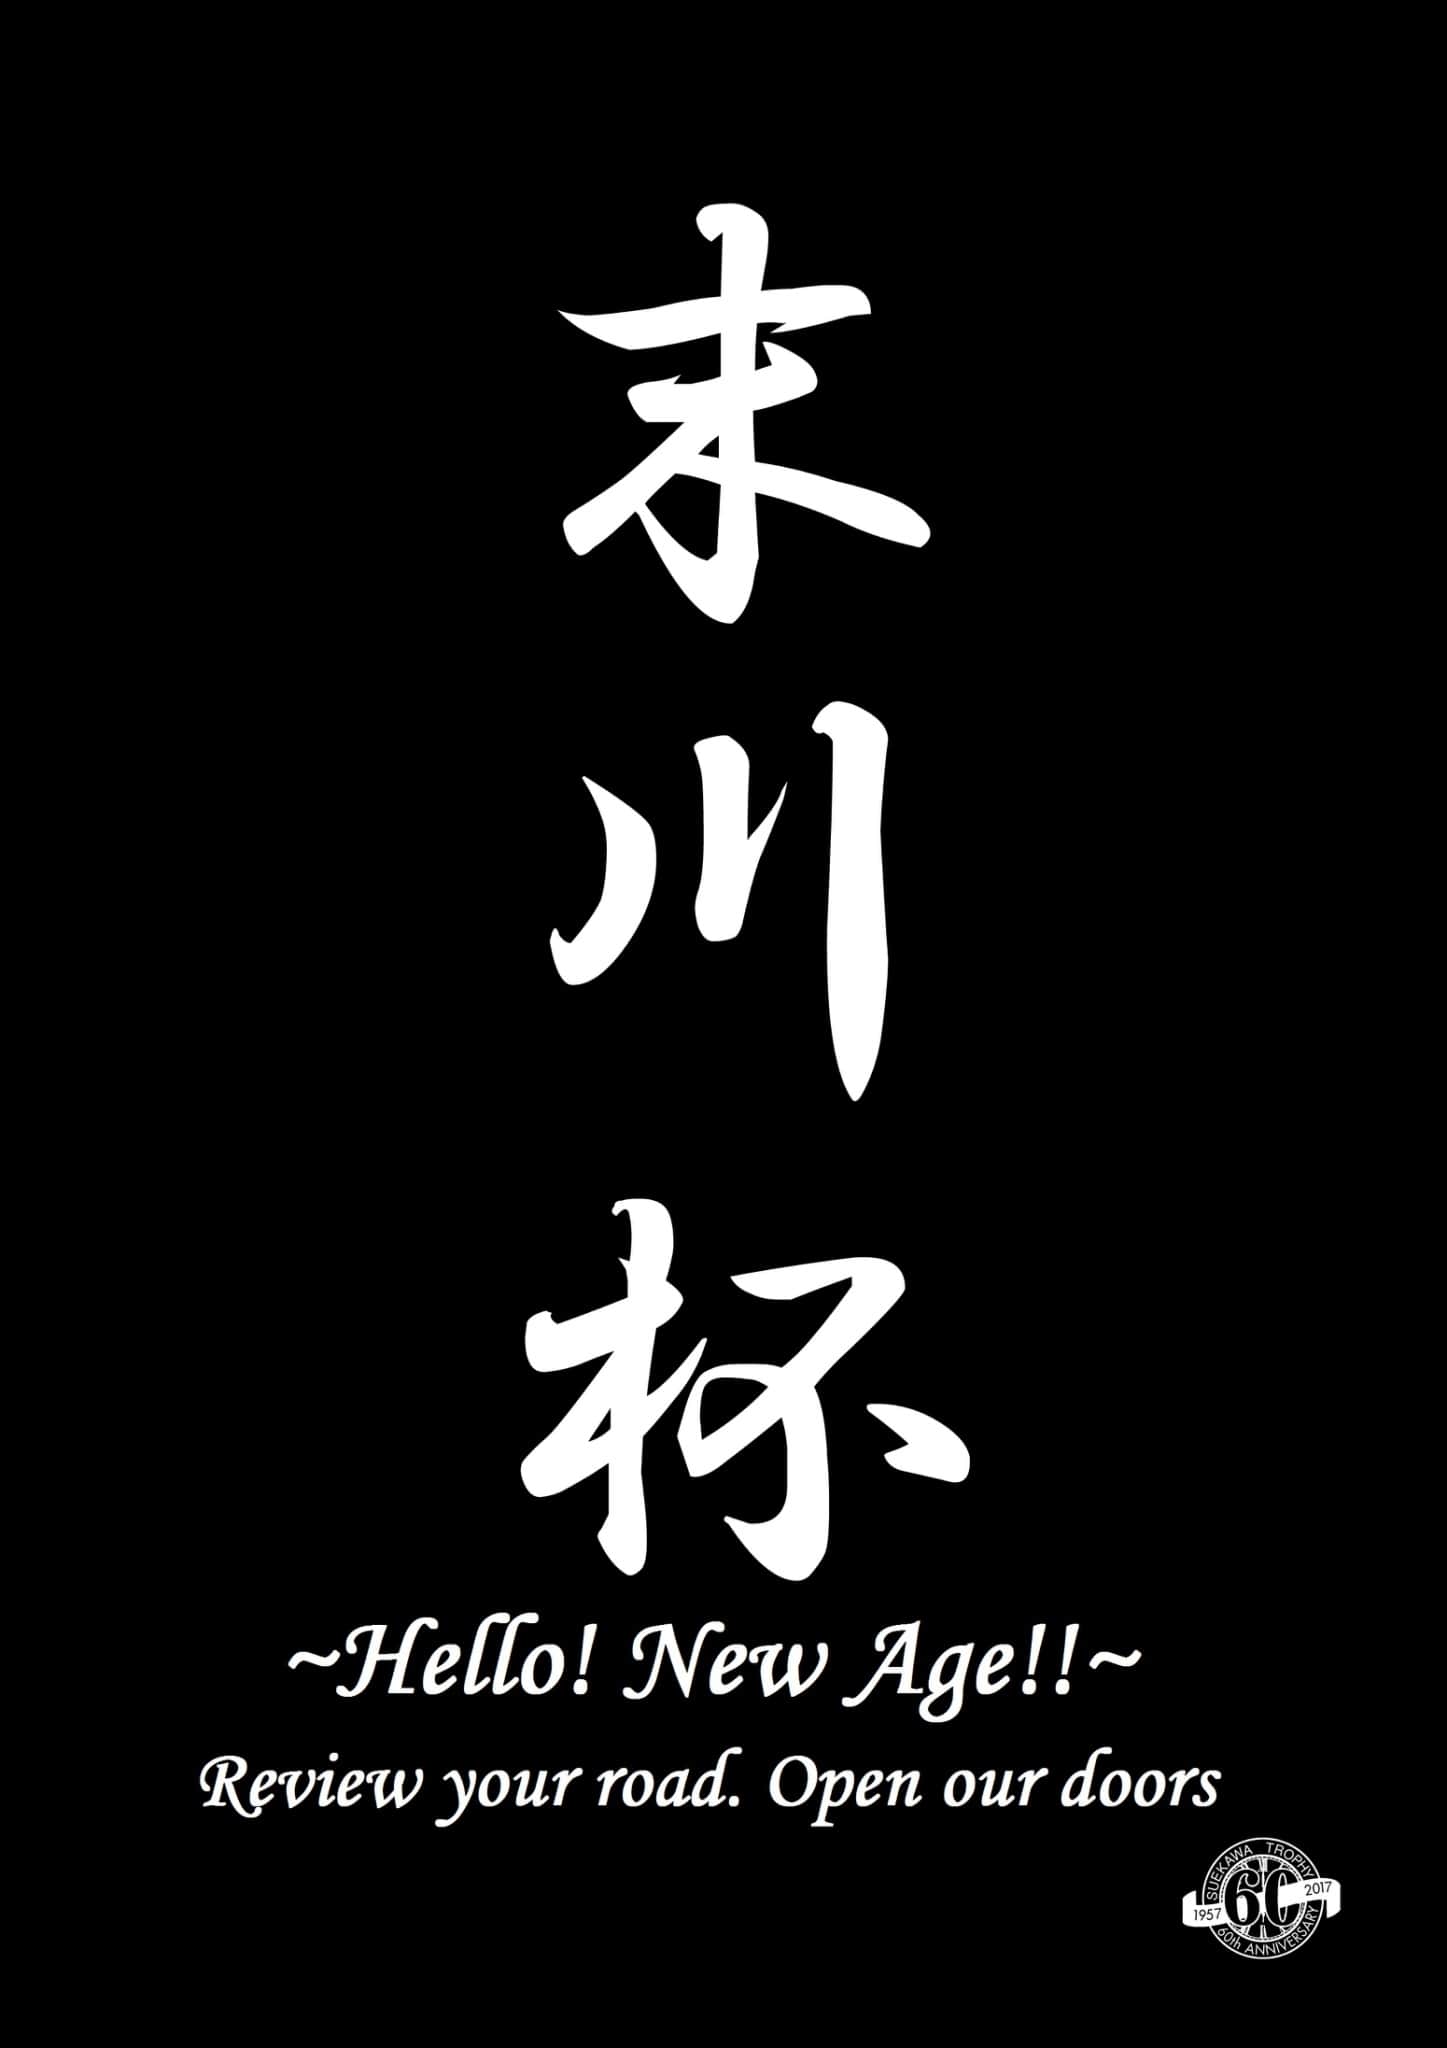 末川杯
~Hello! New Age!!~
Review your road. Open our doors
SUEKAWA TROPHY
1957 60 2017
60th ANNIVERSARY